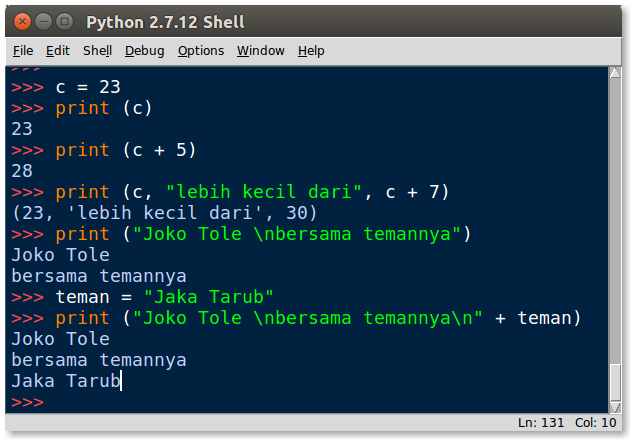 Python 2.7.12 Shell
File Edit Shell Debug Options Window Help
>>>
>>> c = 23
>>> print (c)
23
>>> print (c + 5)
28
>>> print (c, "lebih kecil dari", c + 7)
(23, 'lebih kecil dari', 30)
>>> print ("Joko Tole \nbersama temannya")
Joko Tole
bersama temannya
>>> teman = "Jaka Tarub"
>>> print ("Joko Tole \nbersama temannya\n" + teman)
Joko Tole
bersama temannya
Jaka Tarub
>>>
Ln: 131 Col: 10